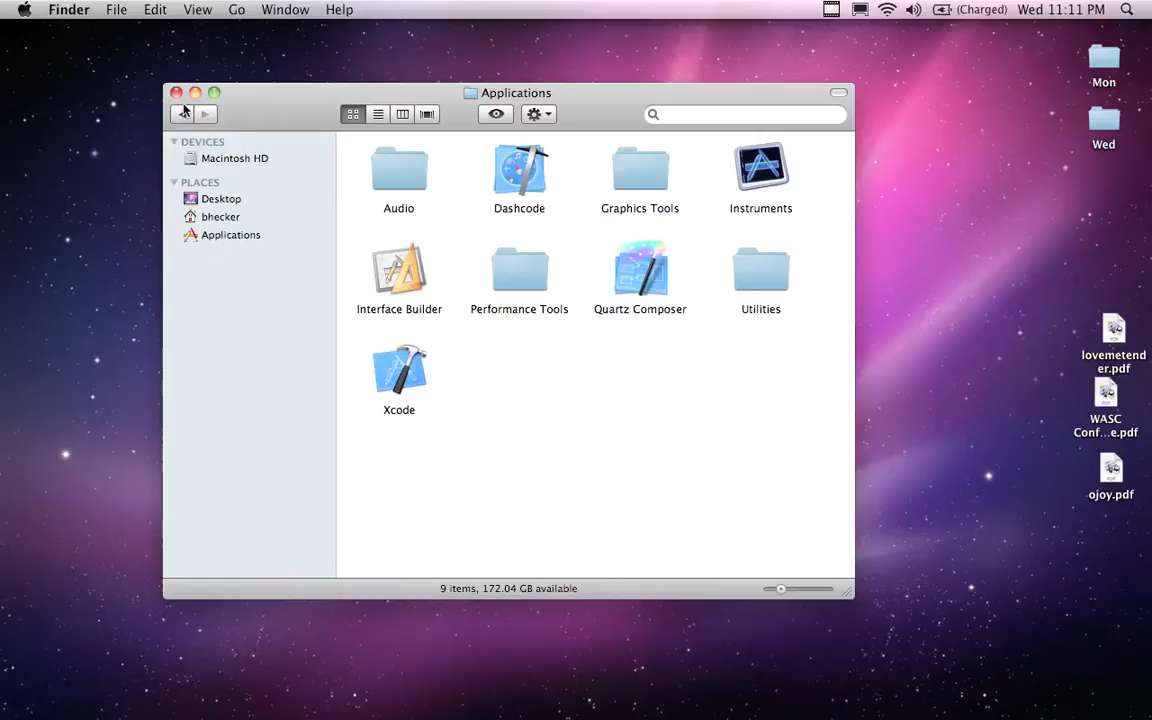 Finder File Edit View Go Window Help (Charged) Wed 11:11 PM
Applications
DEVICES
Macintosh HD
PLACES
Desktop
bhecker
Applications
Audio Dashcode Graphics Tools Instruments
Interface Builder Performance Tools Quartz Composer Utilities
Xcode
9 items, 172.04 GB available
Mon
Wed
lovemetend
er.pdf
WASC
Conf...e.pdf
ojoy.pdf